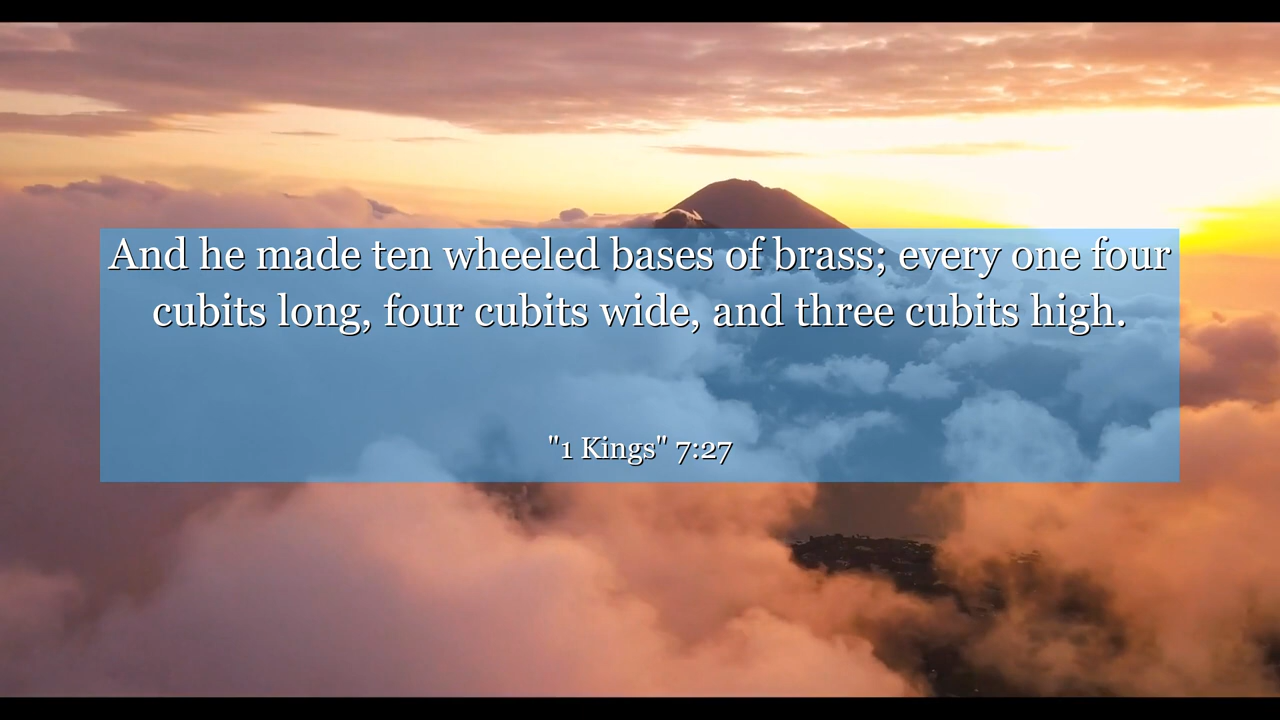 And he made ten wheeled bases of brass; every one four
cubits long, four cubits wide, and three cubits high.
"1 Kings" 7:27